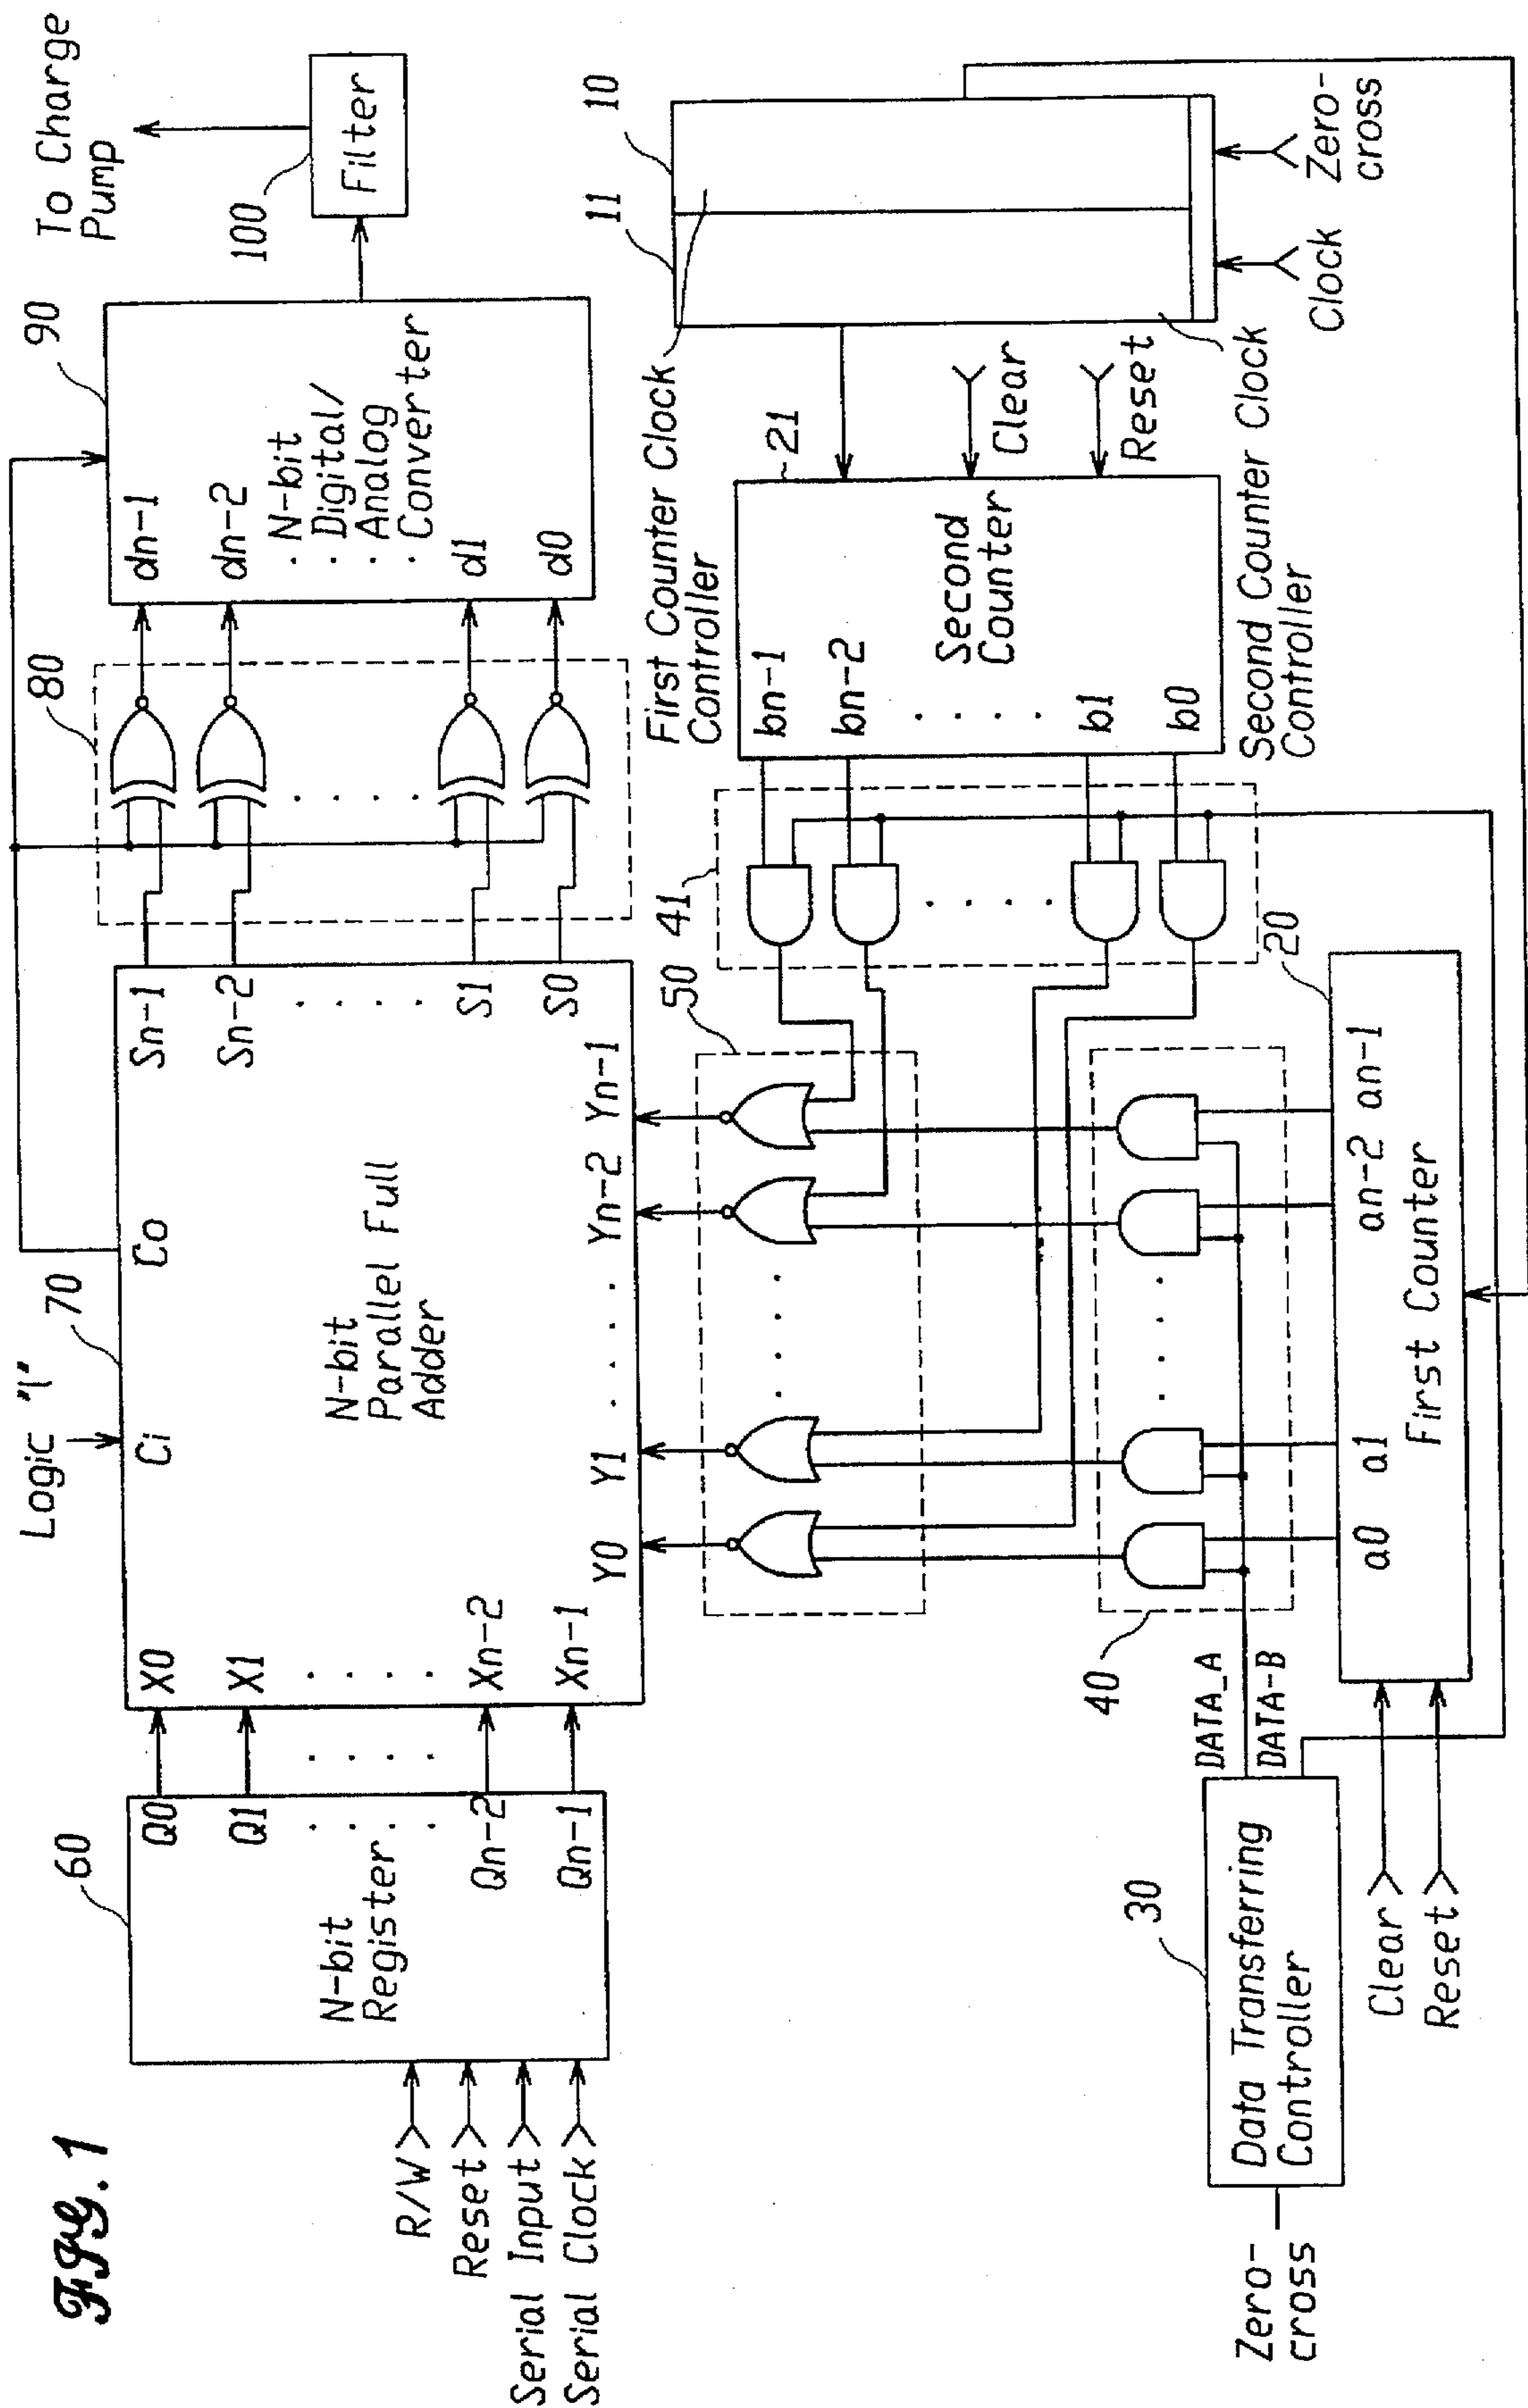 FIG. 1
R/W
Reset
Serial Input
Serial Clock
60
N-bit
Register
Q0
Q1
. . . .
Qn-2
Qn-1
X0
X1
. . . .
Xn-2
Xn-1
Logic "1"
70
Ci
Co
N-bit
Parallel Full
Adder
Sn-1
Sn-2
. . . .
S1
S0
Y0
Y1
. . . .
Yn-2
Yn-1
80
. . . .
90
dn-1
dn-2
. N-bit
. Digital/
. Analog
. Converter
d1
d0
To Charge
Pump
100
Filter
50
. . . .
41
. . . .
First Counter Clock
Controller
21
bn-1
bn-2
. . . .
b1
b0
Second
Counter
Clear
Reset
Second Counter Clock
Controller
11
10
Clock
Zero-
cross
40
. . . .
20
a0
a1
an-2
an-1
First Counter
DATA_A
DATA-B
30
Data Transferring
Controller
Zero-
cross
Clear
Reset